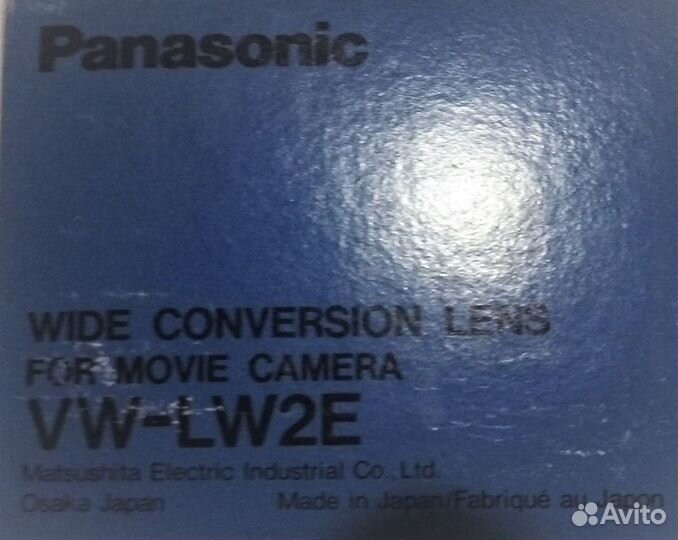 Panasonic
WIDE CONVERSION LENS
FOR MOVIE CAMERA
VW-LW2E
Matsushita Electric Industrial Co., Ltd.
Osaka Japan Made in Japan/Fabriqué au Japon
Avito